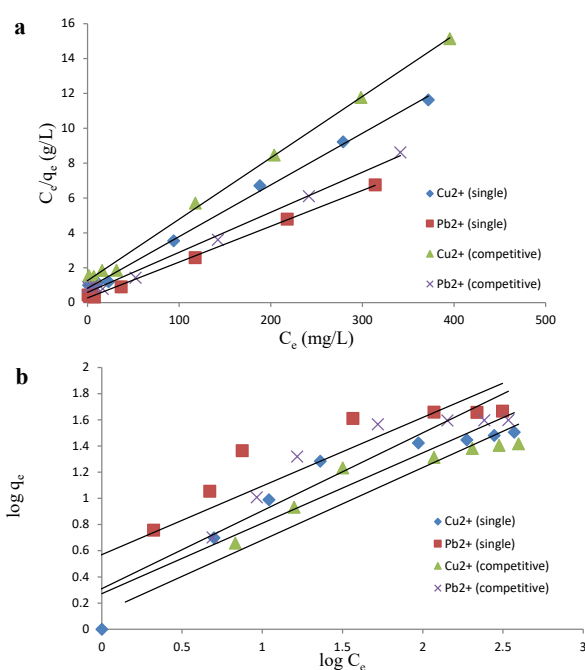 a
16
14
12
10
8
6
4
2
0
Ce/qe (g/L)
0 100 200 300 400 500
Ce (mg/L)
Cu2+ (single)
Pb2+ (single)
Cu2+ (competitive)
Pb2+ (competitive)
b
2
1.8
1.6
1.4
1.2
1
0.8
0.6
0.4
0.2
0
log qe
0 0.5 1 1.5 2 2.5 3
log Ce
Cu2+ (single)
Pb2+ (single)
Cu2+ (competitive)
Pb2+ (competitive)